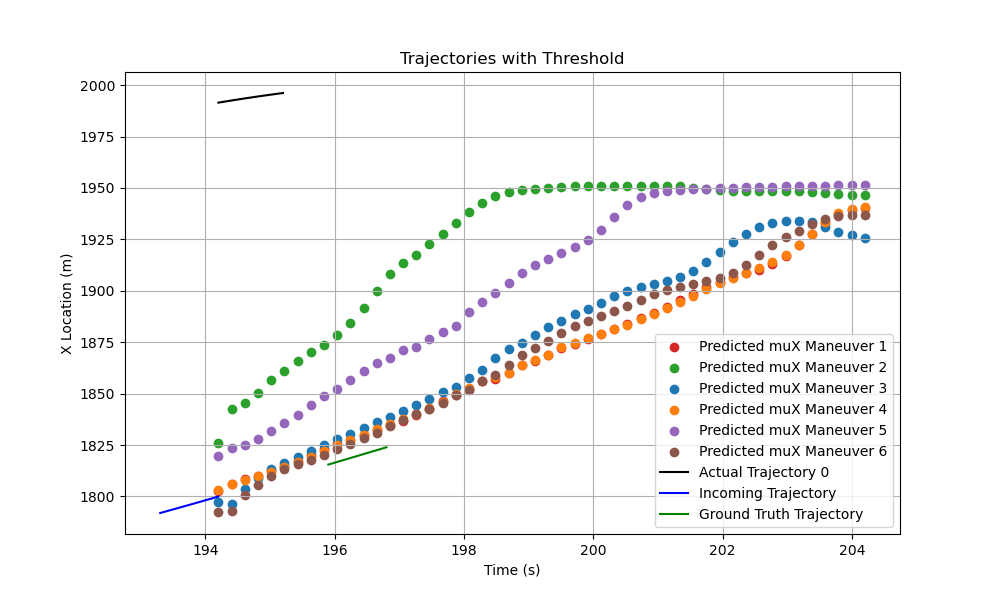 Trajectories with Threshold
X Location (m)
2000
1975
1950
1925
1900
1875
1850
1825
1800
Predicted muX Maneuver 1
Predicted muX Maneuver 2
Predicted muX Maneuver 3
Predicted muX Maneuver 4
Predicted muX Maneuver 5
Predicted muX Maneuver 6
Actual Trajectory 0
Incoming Trajectory
Ground Truth Trajectory
194 196 198 200 202 204
Time (s)